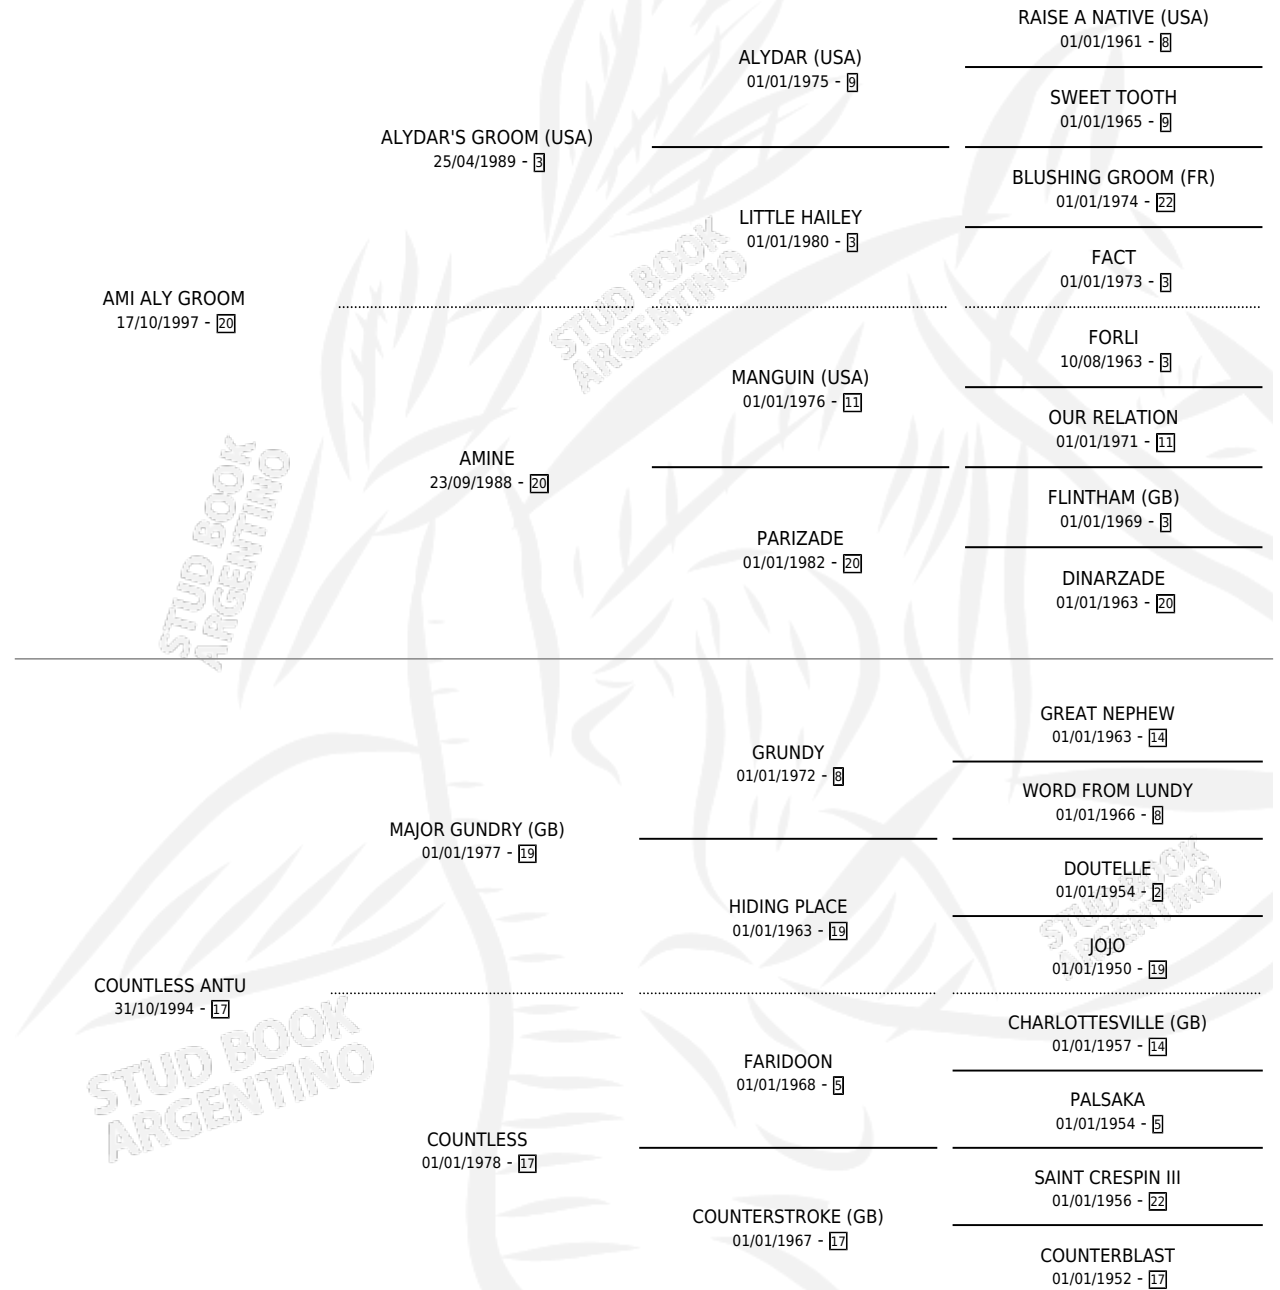 RAISE A NATIVE (USA)
01/01/1961 - 8
ALYDAR (USA)
01/01/1975 - 9
SWEET TOOTH
01/01/1965 - 9
ALYDAR'S GROOM (USA)
25/04/1989 - 3
BLUSHING GROOM (FR)
01/01/1974 - 22
LITTLE HAILEY
01/01/1980 - 3
FACT
01/01/1973 - 3
AMI ALY GROOM
17/10/1997 - 20
FORLI
10/08/1963 - 3
MANGUIN (USA)
01/01/1976 - 11
OUR RELATION
01/01/1971 - 11
AMINE
23/09/1988 - 20
FLINTHAM (GB)
01/01/1969 - 3
PARIZADE
01/01/1982 - 20
DINARZADE
01/01/1963 - 20
STUD BOOK
ARGENTINO
STUD BOOK
ARGENTINO
GREAT NEPHEW
01/01/1963 - 14
GRUNDY
01/01/1972 - 8
WORD FROM LUNDY
01/01/1966 - 8
MAJOR GUNDRY (GB)
01/01/1977 - 19
DOUTELLE
01/01/1954 - 2
HIDING PLACE
01/01/1963 - 19
JOJO
01/01/1950 - 19
COUNTLESS ANTU
31/10/1994 - 17
CHARLOTTESVILLE (GB)
01/01/1957 - 14
FARIDOON
01/01/1968 - 5
PALSAKA
01/01/1954 - 5
COUNTLESS
01/01/1978 - 17
SAINT CRESPIN III
01/01/1956 - 22
COUNTERSTROKE (GB)
01/01/1967 - 17
COUNTERBLAST
01/01/1952 - 17
STUD BOOK
ARGENTINO
STUD BOOK
ARGENTINO